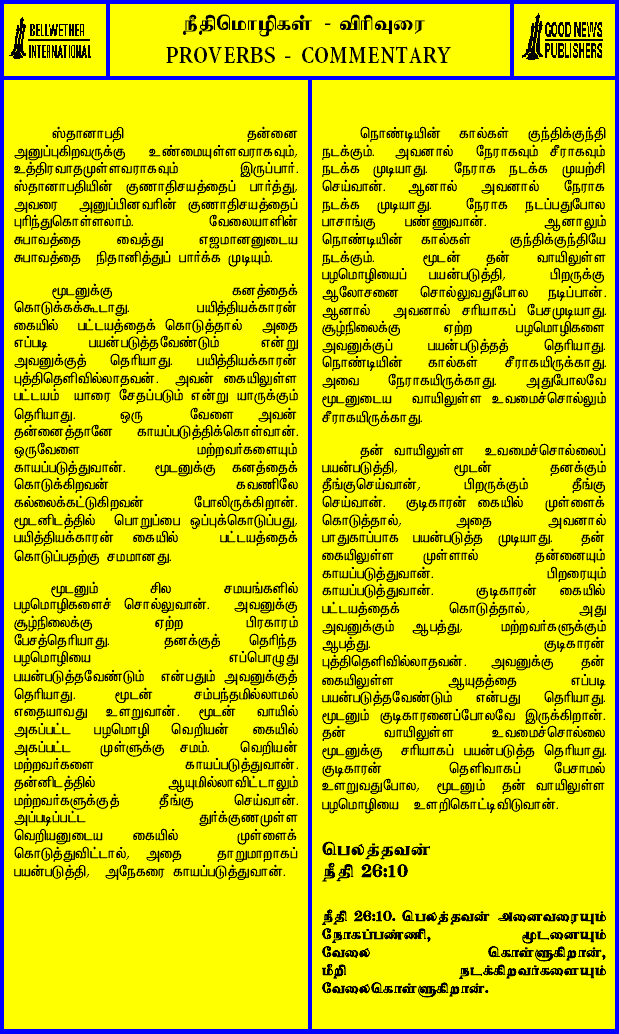 BELLWETHER
INTERNATIONAL
நீதிமொழிகள் - விரிவுரை
PROVERBS - COMMENTARY
GOOD NEWS
PUBLISHERS
ஸ்தானாபதி தன்னை
அனுப்புகிறவருக்கு உண்மையுள்ளவராகவும்,
உத்திரவாதமுள்ளவராகவும் இருப்பார்.
ஸ்தானாபதியின் குணாதிசயத்தைப் பார்த்து,
அவரை அனுப்பினவரின் குணாதிசயத்தைப்
புரிந்துகொள்ளலாம். வேலையாளின்
சுபாவத்தை வைத்து எஜமானனுடைய
சுபாவத்தை நிதானித்துப் பார்க்க முடியும்.
மூடனுக்கு கனத்தைக்
கொடுக்கக்கூடாது. பயித்தியக்காரன்
கையில் பட்டயத்தைக் கொடுத்தால் அதை
எப்படி பயன்படுத்தவேண்டும் என்று
அவனுக்குத் தெரியாது. பயித்தியக்காரன்
புத்திதெளிவில்லாதவன். அவன் கையிலுள்ள
பட்டயம் யாரை சேதப்படும் என்று யாருக்கும்
தெரியாது. ஒரு வேளை அவன்
தன்னைத்தானே காயப்படுத்திக்கொள்வான்.
ஒருவேளை மற்றவர்களையும்
காயப்படுத்துவான். மூடனுக்கு கனத்தைக்
கொடுக்கிறவன் கவணிலே
கல்லைக்கட்டுகிறவன் போலிருக்கிறான்.
மூடனிடத்தில் பொறுப்பை ஒப்புக்கொடுப்பது,
பயித்தியக்காரன் கையில் பட்டயத்தைக்
கொடுப்பதற்கு சமமானது.
மூடனும் சில சமயங்களில்
பழமொழிகளைச் சொல்லுவான். அவனுக்கு
சூழ்நிலைக்கு ஏற்ற பிரகாரம்
பேசத்தெரியாது. தனக்குத் தெரிந்த
பழமொழியை எப்பொழுது
பயன்படுத்தவேண்டும் என்பதும் அவனுக்குத்
தெரியாது. மூடன் சம்பந்தமில்லாமல்
எதையாவது உளறுவான். மூடன் வாயில்
அகப்பட்ட பழமொழி வெறியன் கையில்
அகப்பட்ட முள்ளுக்கு சமம். வெறியன்
மற்றவர்களை காயப்படுத்துவான்.
தன்னிடத்தில் ஆயுமில்லாவிட்டாலும்
மற்றவர்களுக்குத் தீங்கு செய்வான்.
அப்படிப்பட்ட துர்க்குணமுள்ள
வெறியனுடைய கையில் முள்ளைக்
கொடுத்துவிட்டால், அதை தாறுமாறாகப்
பயன்படுத்தி, அநேகரை காயப்படுத்துவான்.
நொண்டியின் கால்கள் குந்திக்குந்தி
நடக்கும். அவனால் நேராகவும் சீராகவும்
நடக்க முடியாது. நேராக நடக்க முயற்சி
செய்வான். ஆனால் அவனால் நேராக
நடக்க முடியாது. நேராக நடப்பதுபோல
பாசாங்கு பண்ணுவான். ஆனாலும்
நொண்டியின் கால்கள் குந்திக்குந்தியே
நடக்கும். மூடன் தன் வாயிலுள்ள
பழமொழியைப் பயன்படுத்தி, பிறருக்கு
ஆலோசனை சொல்லுவதுபோல நடிப்பான்.
ஆனால் அவனால் சரியாகப் பேசமுடியாது.
சூழ்நிலைக்கு ஏற்ற பழமொழிகளை
அவனுக்குப் பயன்படுத்தத் தெரியாது.
நொண்டியின் கால்கள் சீராகயிருக்காது.
அவை நேராகயிருக்காது. அதுபோலவே
மூடனுடைய வாயிலுள்ள உவமைச்சொல்லும்
சீராகயிருக்காது.
தன் வாயிலுள்ள உவமைச்சொல்லைப்
பயன்படுத்தி, மூடன் தனக்கும்
தீங்குசெய்வான், பிறருக்கும் தீங்கு
செய்வான். குடிகாரன் கையில் முள்ளைக்
கொடுத்தால், அதை அவனால்
பாதுகாப்பாக பயன்படுத்த முடியாது. தன்
கையிலுள்ள முள்ளால் தன்னையும்
காயப்படுத்துவான். பிறரையும்
காயப்படுத்துவான். குடிகாரன் கையில்
பட்டயத்தைக் கொடுத்தால், அது
அவனுக்கும் ஆபத்து, மற்றவர்களுக்கும்
ஆபத்து. குடிகாரன்
புத்திதெளிவில்லாதவன். அவனுக்கு தன்
கையிலுள்ள ஆயுதத்தை எப்படி
பயன்படுத்தவேண்டும் என்பது தெரியாது.
மூடனும் குடிகாரனைப்போலவே இருக்கிறான்.
தன் வாயிலுள்ள உவமைச்சொல்லை
மூடனுக்கு சரியாகப் பயன்படுத்த தெரியாது.
குடிகாரன் தெளிவாகப் பேசாமல்
உளறுவதுபோல, மூடனும் தன் வாயிலுள்ள
பழமொழியை உளறிகொட்டிவிடுவான்.
பெலத்தவன்
நீதி 26:10
நீதி 26:10. பெலத்தவன் அனைவரையும்
நோகப்பண்ணி, மூடனையும்
வேலை கொள்ளுகிறான்,
மீறி நடக்கிறவர்களையும்
வேலைகொள்ளுகிறான்.